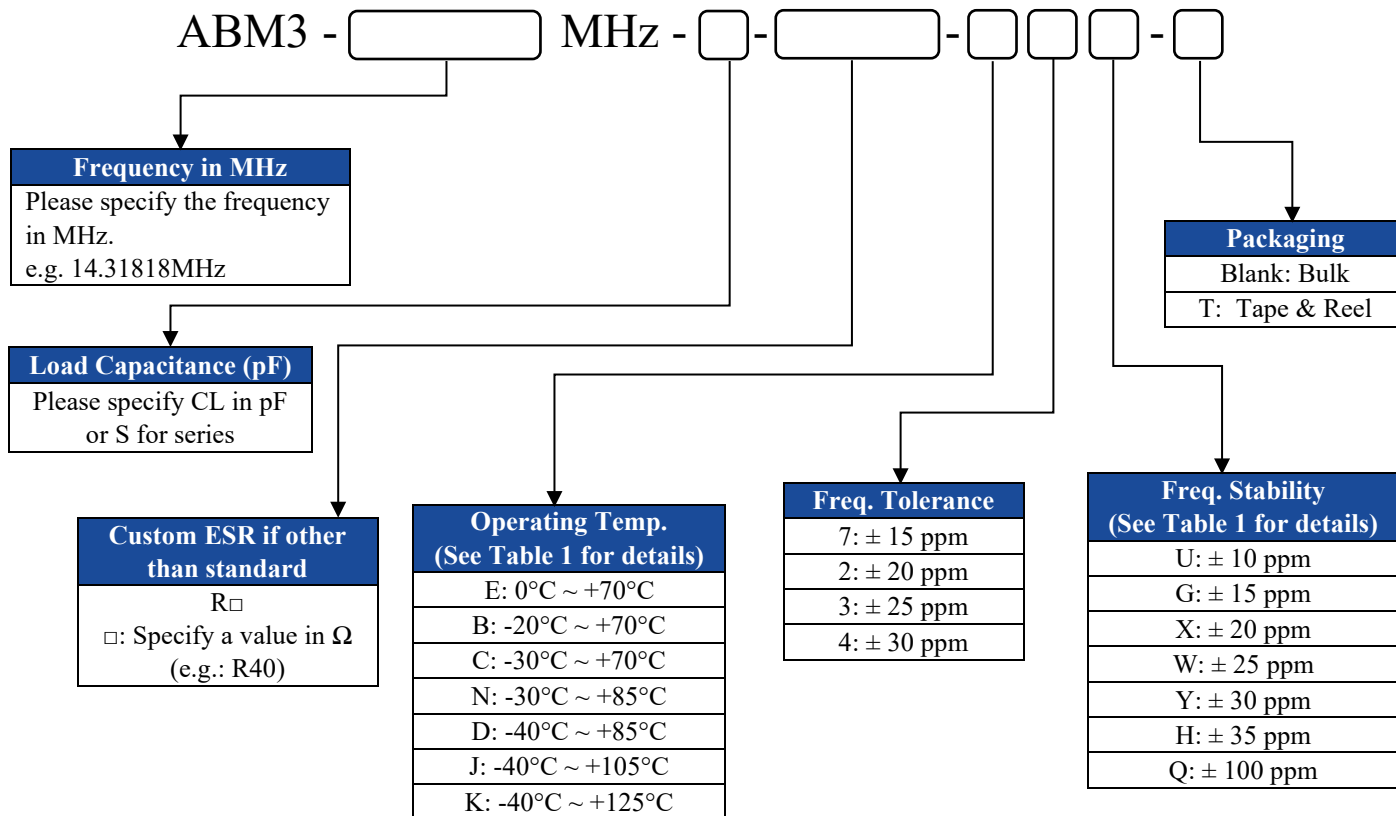 ABM3 - MHz - - - -
Frequency in MHz
Please specify the frequency
in MHz.
e.g. 14.31818MHz
Packaging
Blank: Bulk
T: Tape & Reel
Load Capacitance (pF)
Please specify CL in pF
or S for series
Custom ESR if other
than standard
R□
□: Specify a value in Ω
(e.g.: R40)
Operating Temp.
(See Table 1 for details)
E: 0°C ~ +70°C
B: -20°C ~ +70°C
C: -30°C ~ +70°C
N: -30°C ~ +85°C
D: -40°C ~ +85°C
J: -40°C ~ +105°C
K: -40°C ~ +125°C
Freq. Tolerance
7: ± 15 ppm
2: ± 20 ppm
3: ± 25 ppm
4: ± 30 ppm
Freq. Stability
(See Table 1 for details)
U: ± 10 ppm
G: ± 15 ppm
X: ± 20 ppm
W: ± 25 ppm
Y: ± 30 ppm
H: ± 35 ppm
Q: ± 100 ppm